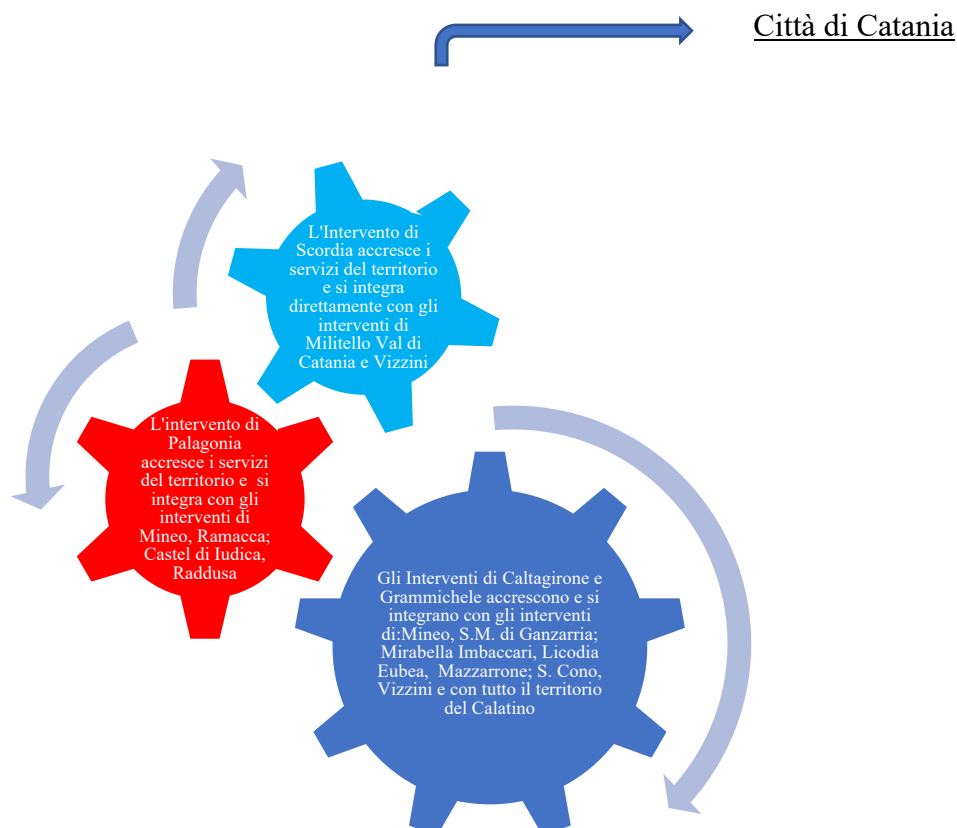 Città di Catania
L'Intervento di
Scordia accresce i
servizi del territorio
e si integra
direttamente con gli
interventi di
Militello Val di
Catania e Vizzini
L'intervento di
Palagonia
accresce i servizi
del territorio e si
integra con gli
interventi di
Mineo, Ramacca;
Castel di Iudica,
Raddusa
Gli Interventi di Caltagirone e
Grammichele accrescono e si
integrano con gli interventi
di:Mineo, S.M. di Ganzarria;
Mirabella Imbaccari, Licodia
Eubea, Mazzarrone; S. Cono,
Vizzini e con tutto il territorio
del Calatino